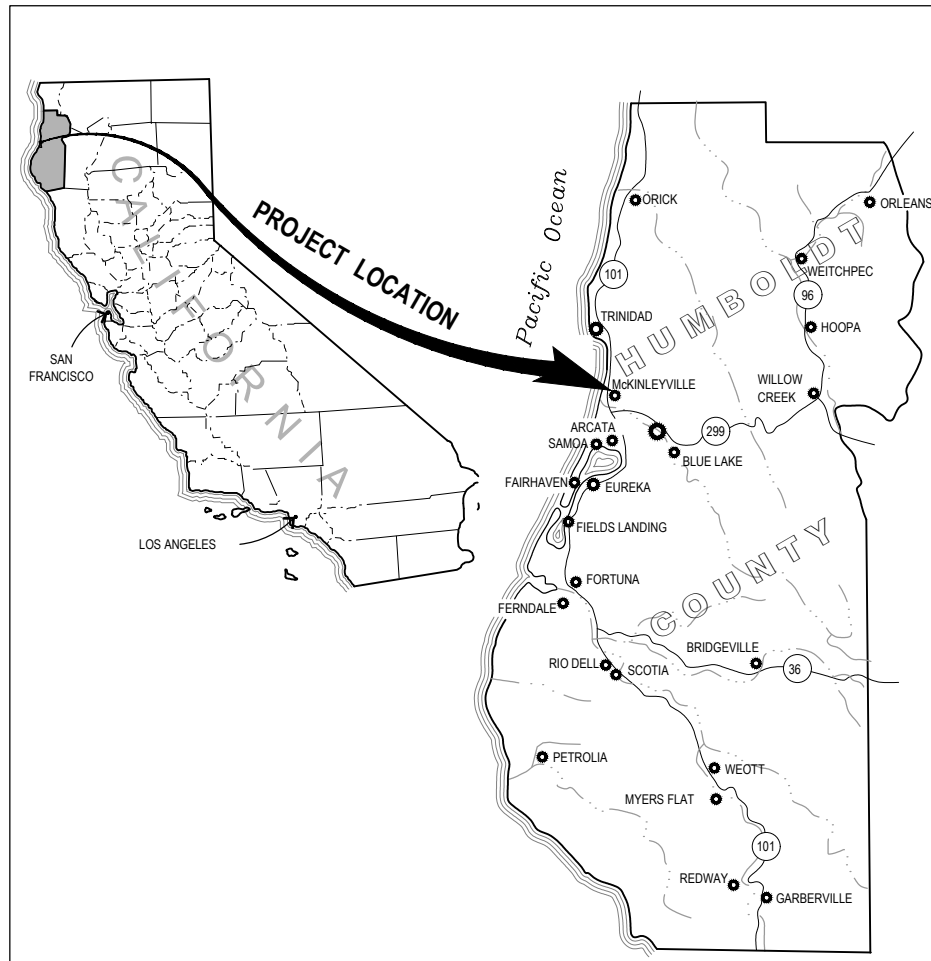 CALIFORNIA
SAN
FRANCISCO
LOS ANGELES
PROJECT LOCATION
Pacific Ocean
HUMBOLDT
COUNTY
ORICK
ORLEANS
WEITCHPEC
101
96
TRINIDAD
HOOPA
McKINLEYVILLE
WILLOW
CREEK
299
ARCATA
SAMOA
BLUE LAKE
FAIRHAVEN
EUREKA
FIELDS LANDING
FORTUNA
FERNDALE
BRIDGEVILLE
RIO DELL
SCOTIA
36
PETROLIA
WEOTT
MYERS FLAT
101
REDWAY
GARBERVILLE